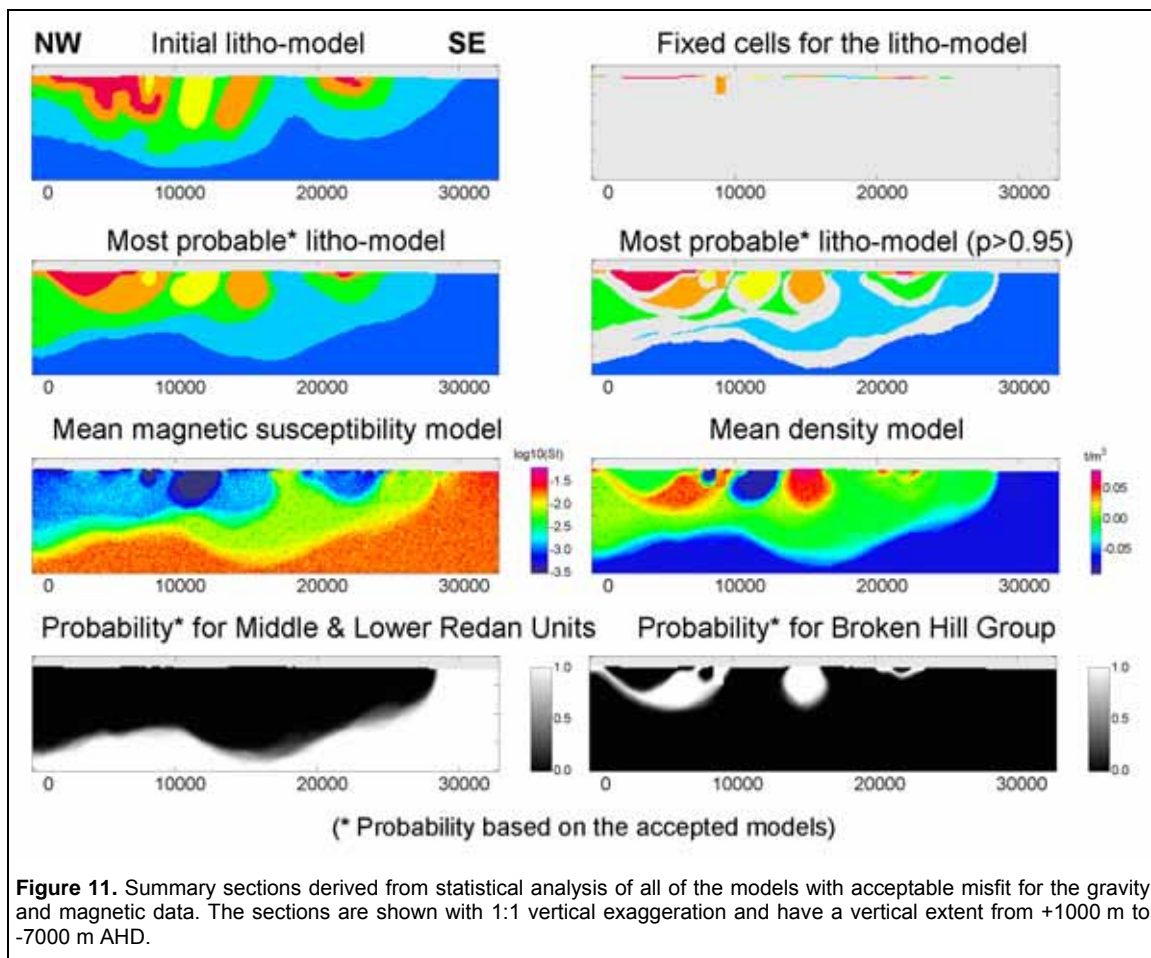 NW Initial litho-model SE
Fixed cells for the litho-model
0 10000 20000 30000
0 10000 20000 30000
Most probable* litho-model
Most probable* litho-model (p>0.95)
0 10000 20000 30000
0 10000 20000 30000
Mean magnetic susceptibility model
Mean density model
log10(SI)
-1.5
-2.0
-2.5
-3.0
-3.5
t/m³
0.05
0.00
-0.05
0 10000 20000 30000
0 10000 20000 30000
Probability* for Middle & Lower Redan Units
Probability* for Broken Hill Group
1.0
0.5
0.0
1.0
0.5
0.0
0 10000 20000 30000
0 10000 20000 30000
(* Probability based on the accepted models)
Figure 11. Summary sections derived from statistical analysis of all of the models with acceptable misfit for the gravity
and magnetic data. The sections are shown with 1:1 vertical exaggeration and have a vertical extent from +1000 m to
-7000 m AHD.